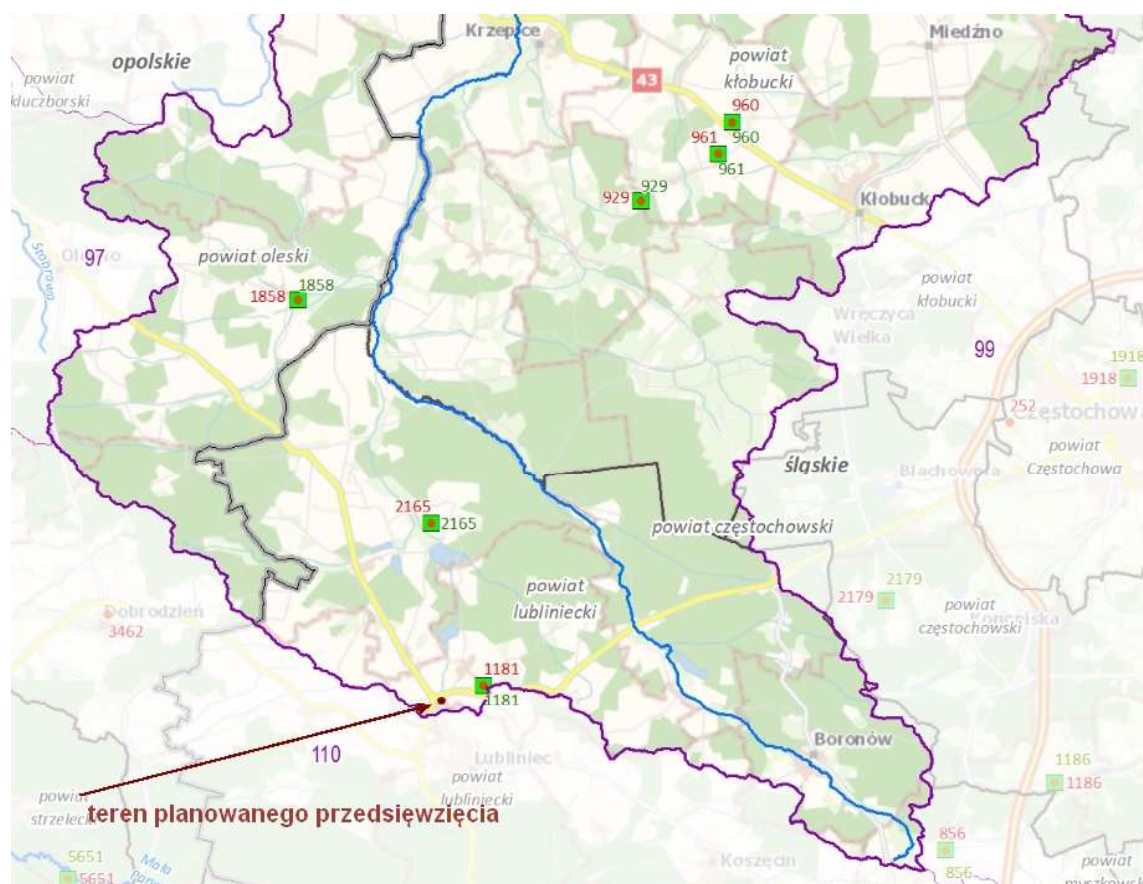 Krzepice
Miedźno
opolskie
powiat
kłobucki
powiat
kluczborski
43
960
960
961
961
929
929
Kłobuck
97
Stobrawa
powiat oleski
1858
1858
powiat
kłobucki
Wręczyca
Wielka
99
1918
1918
252
Częstochow
powiat
Częstochowa
śląskie
Blachownia
2165
2165
powiat częstochowski
powiat
lubliniecki
2179
2179
powiat
częstochowski
Dobrodzień
3462
1181
1181
110
Lubliniec
powiat
lubliniecki
Boronów
1186
1186
powiat
strzelecki
teren planowanego przedsięwzięcia
5651
5651
Mała
Koszęcin
856
856
powiat
myszkowski